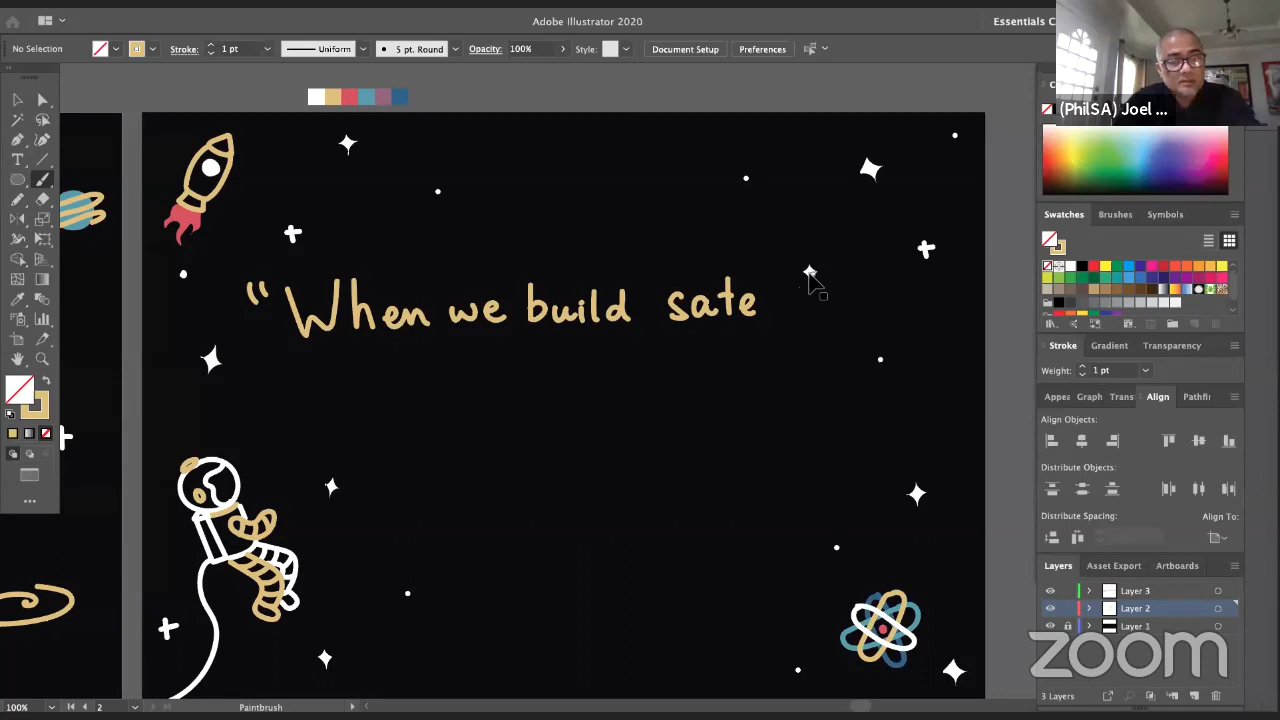 Adobe Illustrator 2020
Essentials C
No Selection
Stroke:
1 pt
Uniform
5 pt. Round
Opacity:
100%
Style:
Document Setup
Preferences
(PhilSA) Joel ...
Swatches
Brushes
Symbols
"When we build sate
Stroke
Gradient
Transparency
Weight:
1 pt
Appea
Graph
Trans
Align
Pathfi
Align Objects:
Distribute Objects:
Distribute Spacing:
Align To:
Layers
Asset Export
Artboards
Layer 3
Layer 2
Layer 1
zoom
3 Layers
100%
2
Paintbrush